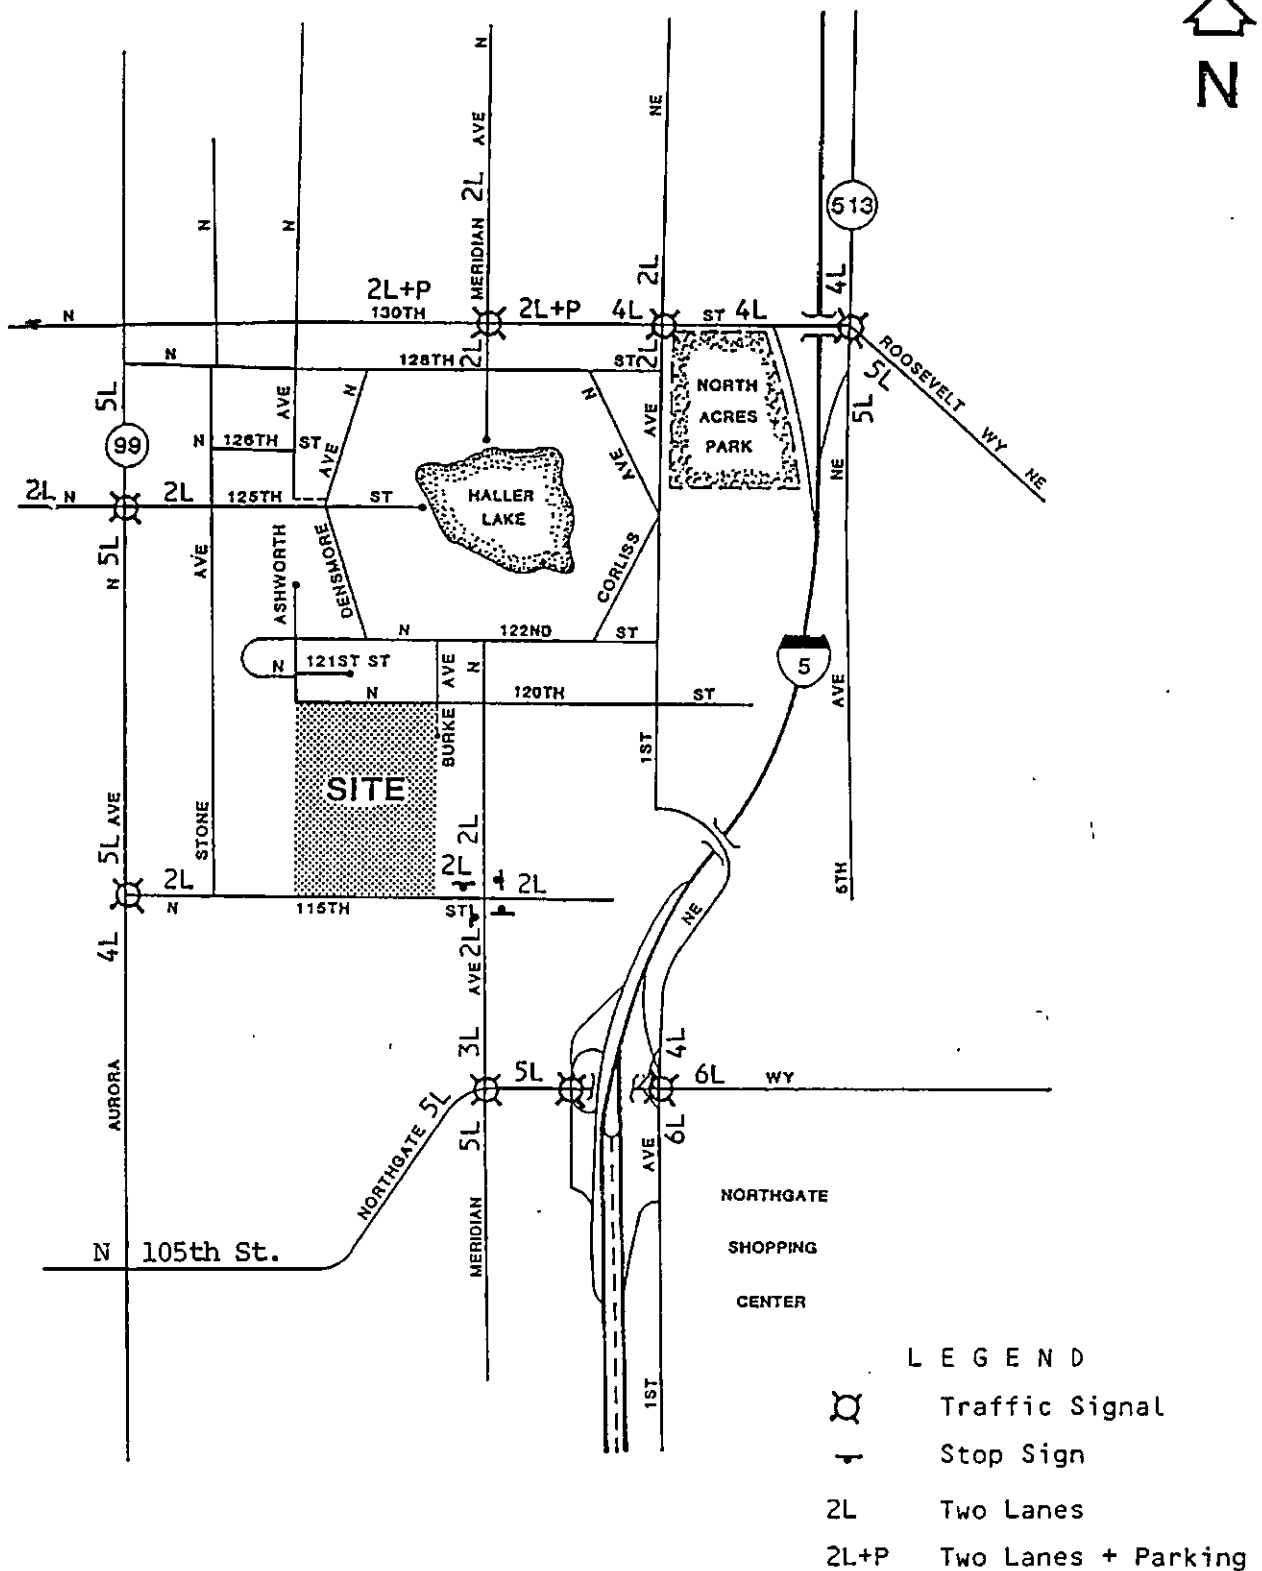 N
NE
N
AVE
2L
MERIDIAN
N
N
513
2L
4L
2L+P
2L+P
4L
ST 4L
N
130TH
N
128TH
ST
2L
2L
ROOSEVELT WY NE
5L
5L
5L
99
AVE
N
AVE
N
AVE
AVE
NORTH
ACRES
PARK
N 126TH ST
NE
2L N
2L
125TH
ST
HALLER
LAKE
5L
N
AVE
ASHWORTH
DENSMORE
CORLISS
N
122ND
ST
N
121ST ST
AVE
N
5
N
120TH
ST
AVE
BURKE
1ST
SITE
5L AVE
STONE
2L
2L
2L
2L
N
115TH
ST
5TH
4L
AVE 2L
NE
3L
4L
5L
6L
WY
AURORA
NORTHGATE 5L
5L
6L
AVE
MERIDIAN
NORTHGATE
SHOPPING
CENTER
N 105th St.
1ST
LEGEND
Traffic Signal
Stop Sign
2L Two Lanes
2L+P Two Lanes + Parking